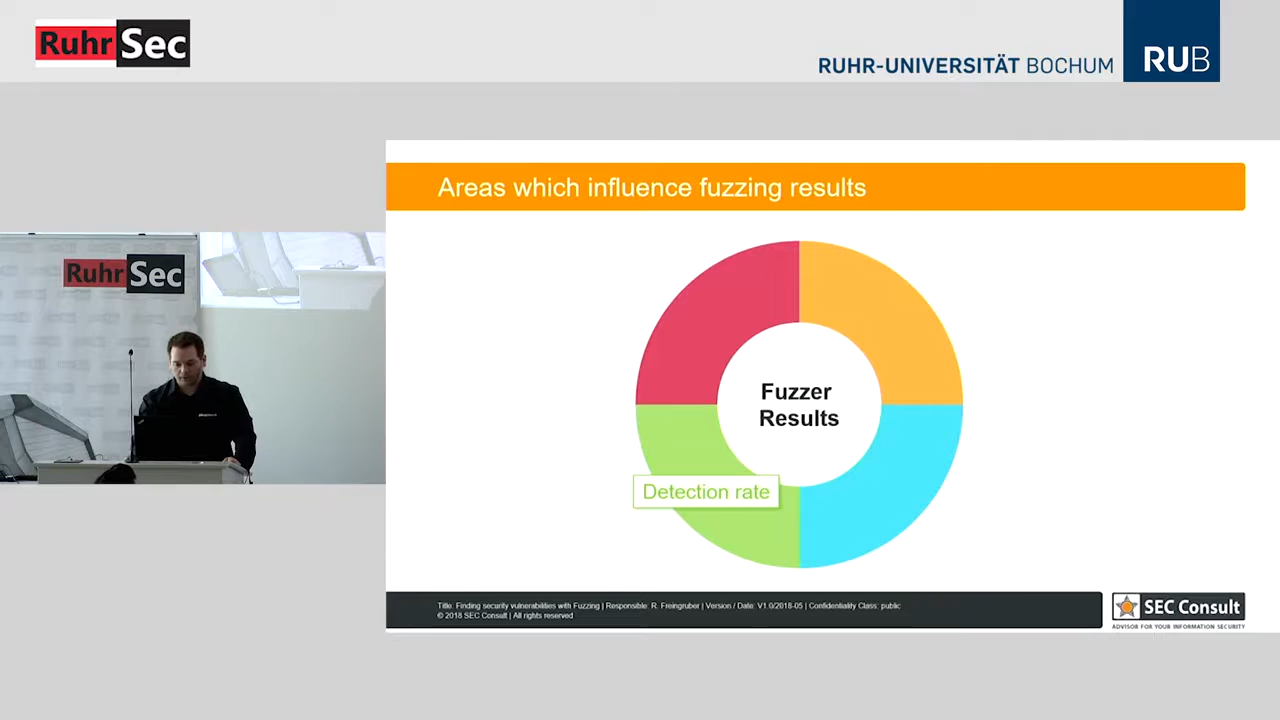 RuhrSec
RUHR-UNIVERSITÄT BOCHUM
RUB
Areas which influence fuzzing results
RuhrSec
Fuzzer
Results
Detection rate
Title: Finding security vulnerabilities with Fuzzing | Responsible: R. Freingruber | Version / Date: V1.0/2018-05 | Confidentiality Class: public
© 2018 SEC Consult | All rights reserved
SEC Consult
ADVISOR FOR YOUR INFORMATION SECURITY